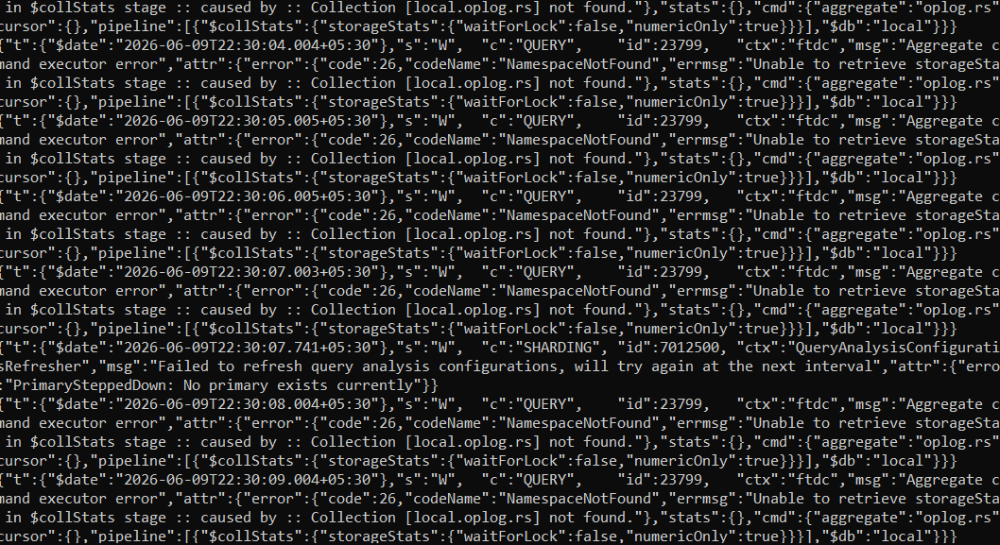 in $collStats stage :: caused by :: Collection [local.oplog.rs] not found."},"stats":{},"cmd":{"aggregate":"oplog.rs"
cursor":{},"pipeline":[{"$collStats":{"storageStats":{"waitForLock":false,"numericOnly":true}}}],"$db":"local"}}}
{"t":{"$date":"2026-06-09T22:30:04.004+05:30"},"s":"W",  "c":"QUERY",    "id":23799,   "ctx":"ftdc","msg":"Aggregate c
mand executor error","attr":{"error":{"code":26,"codeName":"NamespaceNotFound","errmsg":"Unable to retrieve storageSta
 in $collStats stage :: caused by :: Collection [local.oplog.rs] not found."},"stats":{},"cmd":{"aggregate":"oplog.rs"
cursor":{},"pipeline":[{"$collStats":{"storageStats":{"waitForLock":false,"numericOnly":true}}}],"$db":"local"}}}
{"t":{"$date":"2026-06-09T22:30:05.005+05:30"},"s":"W",  "c":"QUERY",    "id":23799,   "ctx":"ftdc","msg":"Aggregate c
mand executor error","attr":{"error":{"code":26,"codeName":"NamespaceNotFound","errmsg":"Unable to retrieve storageSta
 in $collStats stage :: caused by :: Collection [local.oplog.rs] not found."},"stats":{},"cmd":{"aggregate":"oplog.rs"
cursor":{},"pipeline":[{"$collStats":{"storageStats":{"waitForLock":false,"numericOnly":true}}}],"$db":"local"}}}
{"t":{"$date":"2026-06-09T22:30:06.005+05:30"},"s":"W",  "c":"QUERY",    "id":23799,   "ctx":"ftdc","msg":"Aggregate c
mand executor error","attr":{"error":{"code":26,"codeName":"NamespaceNotFound","errmsg":"Unable to retrieve storageSta
 in $collStats stage :: caused by :: Collection [local.oplog.rs] not found."},"stats":{},"cmd":{"aggregate":"oplog.rs"
cursor":{},"pipeline":[{"$collStats":{"storageStats":{"waitForLock":false,"numericOnly":true}}}],"$db":"local"}}}
{"t":{"$date":"2026-06-09T22:30:07.003+05:30"},"s":"W",  "c":"QUERY",    "id":23799,   "ctx":"ftdc","msg":"Aggregate c
mand executor error","attr":{"error":{"code":26,"codeName":"NamespaceNotFound","errmsg":"Unable to retrieve storageSta
 in $collStats stage :: caused by :: Collection [local.oplog.rs] not found."},"stats":{},"cmd":{"aggregate":"oplog.rs"
cursor":{},"pipeline":[{"$collStats":{"storageStats":{"waitForLock":false,"numericOnly":true}}}],"$db":"local"}}}
{"t":{"$date":"2026-06-09T22:30:07.741+05:30"},"s":"W",  "c":"SHARDING", "id":7012500, "ctx":"QueryAnalysisConfigurati
sRefresher","msg":"Failed to refresh query analysis configurations, will try again at the next interval","attr":{"erro
:"PrimarySteppedDown: No primary exists currently"}}
{"t":{"$date":"2026-06-09T22:30:08.004+05:30"},"s":"W",  "c":"QUERY",    "id":23799,   "ctx":"ftdc","msg":"Aggregate c
mand executor error","attr":{"error":{"code":26,"codeName":"NamespaceNotFound","errmsg":"Unable to retrieve storageSta
 in $collStats stage :: caused by :: Collection [local.oplog.rs] not found."},"stats":{},"cmd":{"aggregate":"oplog.rs"
cursor":{},"pipeline":[{"$collStats":{"storageStats":{"waitForLock":false,"numericOnly":true}}}],"$db":"local"}}}
{"t":{"$date":"2026-06-09T22:30:09.004+05:30"},"s":"W",  "c":"QUERY",    "id":23799,   "ctx":"ftdc","msg":"Aggregate c
mand executor error","attr":{"error":{"code":26,"codeName":"NamespaceNotFound","errmsg":"Unable to retrieve storageSta
 in $collStats stage :: caused by :: Collection [local.oplog.rs] not found."},"stats":{},"cmd":{"aggregate":"oplog.rs"
cursor":{},"pipeline":[{"$collStats":{"storageStats":{"waitForLock":false,"numericOnly":true}}}],"$db":"local"}}}